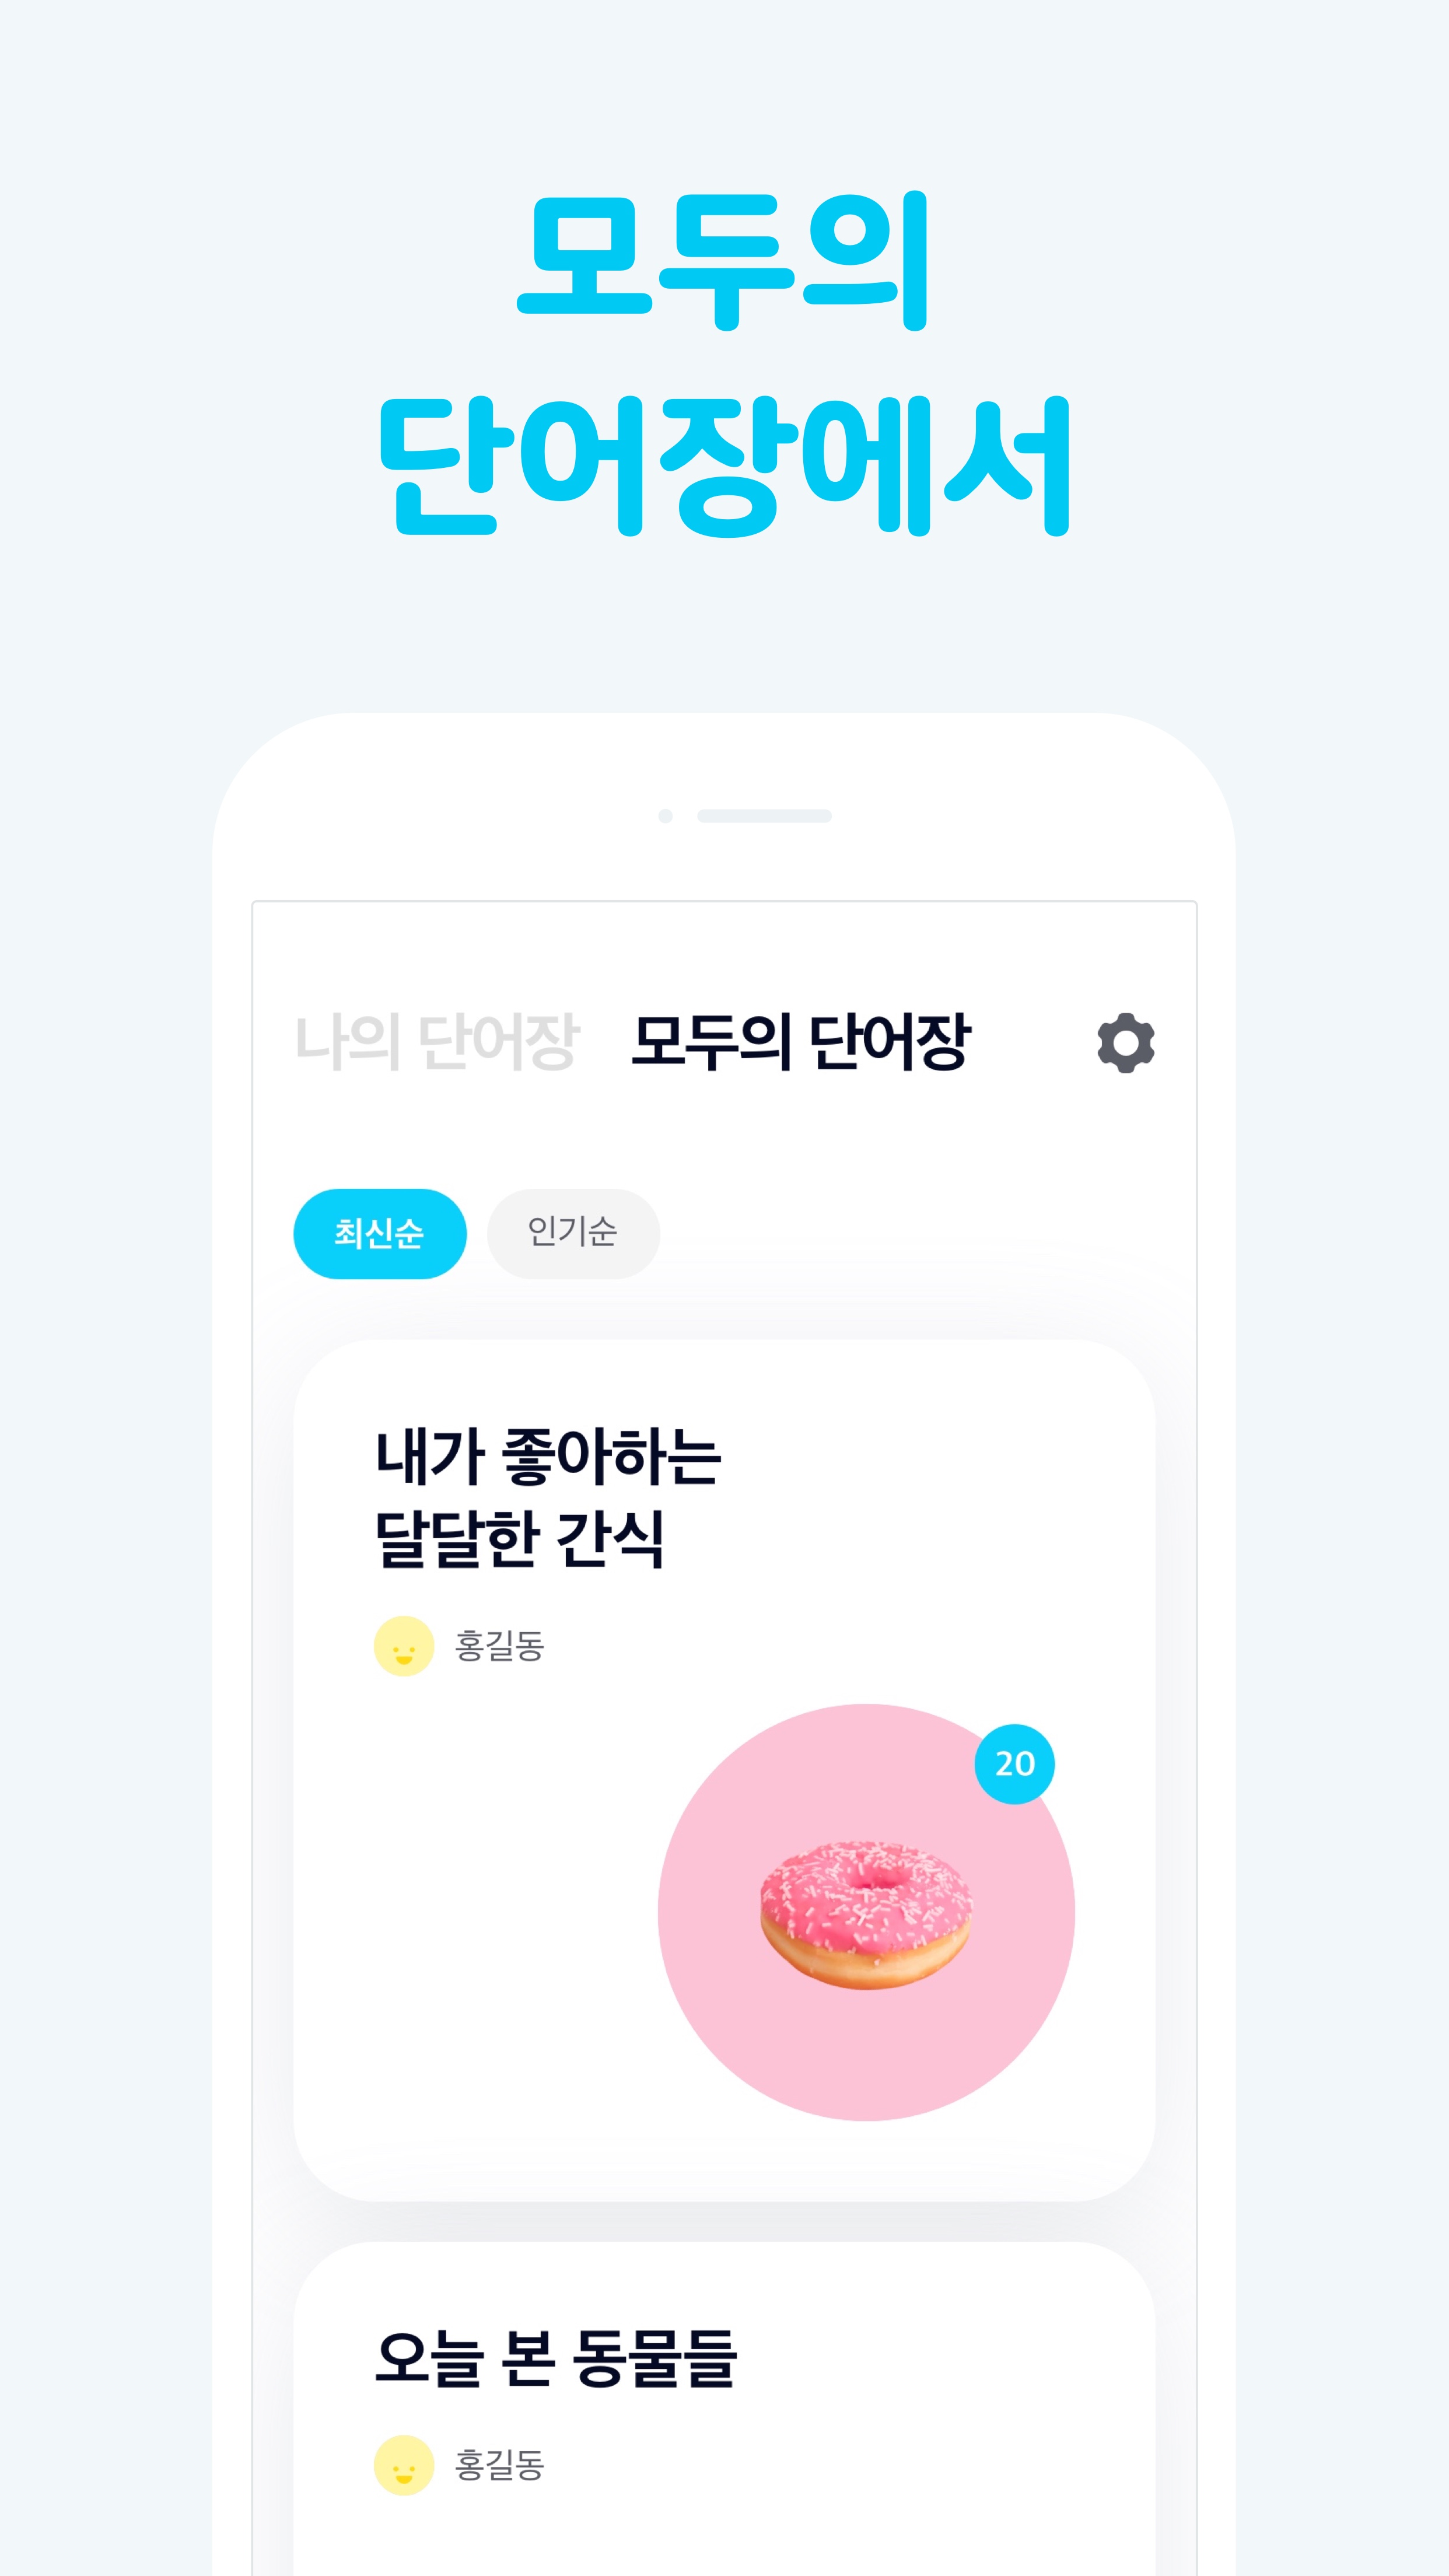 모두의
단어장에서
나의 단어장 모두의 단어장
최신순 인기순
내가 좋아하는
달달한 간식
홍길동
20
오늘 본 동물들
홍길동